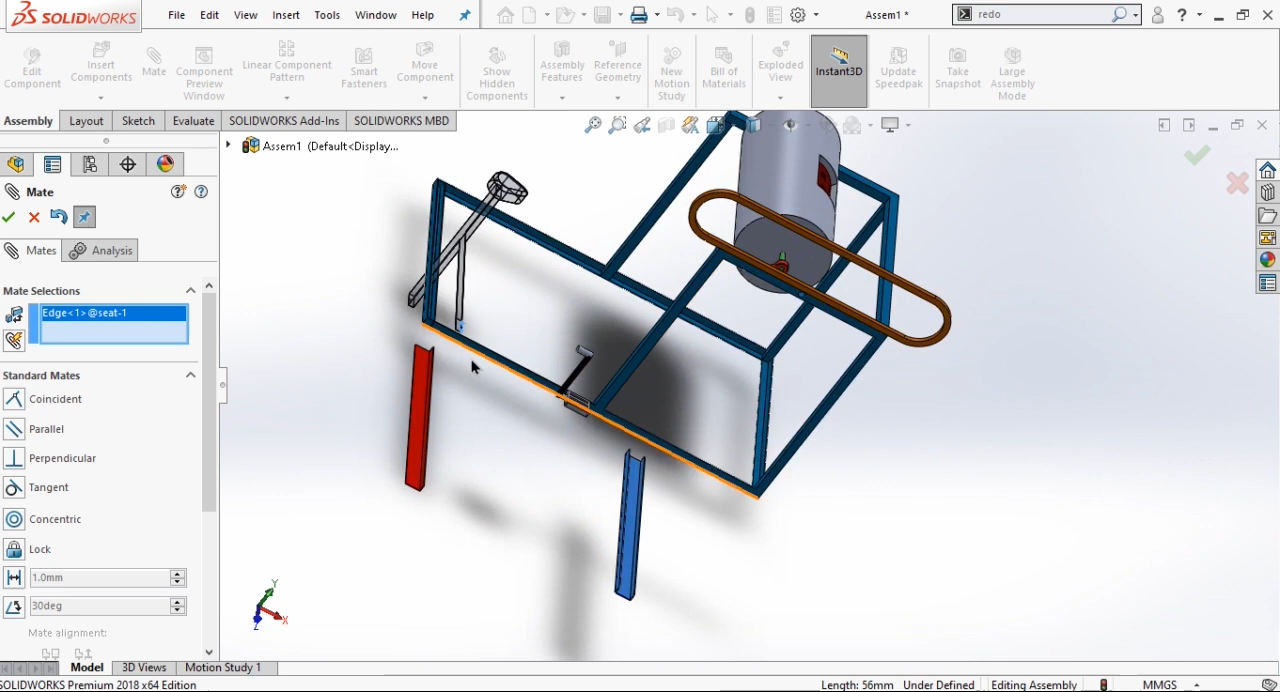 SOLIDWORKS
File Edit View Insert Tools Window Help
Assem1 *
redo
Edit Component
Insert Components
Mate
Component Preview Window
Linear Component Pattern
Smart Fasteners
Move Component
Show Hidden Components
Assembly Features
Reference Geometry
New Motion Study
Bill of Materials
Exploded View
Instant3D
Update Speedpak
Take Snapshot
Large Assembly Mode
Assembly Layout Sketch Evaluate SOLIDWORKS Add-Ins SOLIDWORKS MBD
Assem1 (Default<Display...
Mate
Mates Analysis
Mate Selections
Edge<1>@seat-1
Standard Mates
Coincident
Parallel
Perpendicular
Tangent
Concentric
Lock
1.0mm
30deg
Mate alignment:
Y
X
Z
Model 3D Views Motion Study 1
SOLIDWORKS Premium 2018 x64 Edition Length: 56mm Under Defined Editing Assembly MMGS